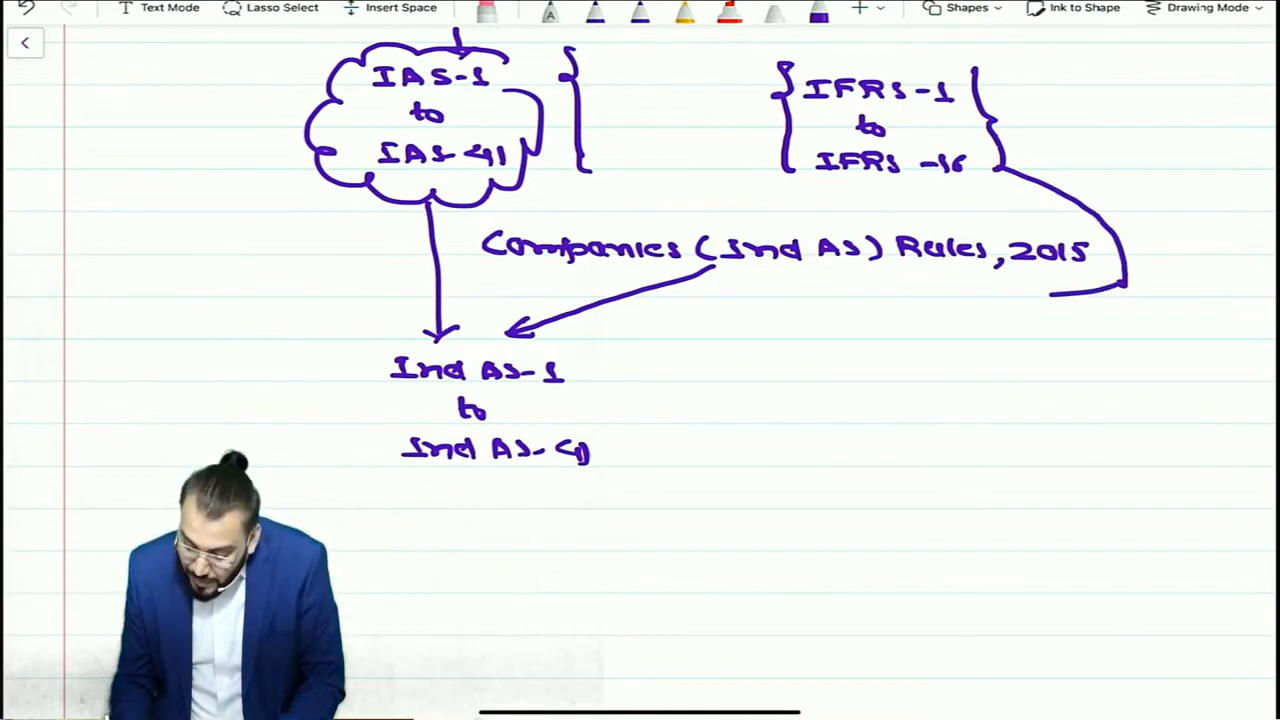 Text Mode Lasso Select Insert Space Shapes Ink to Shape Drawing Mode
IAS-1
to
IAS-41
IFRS-1
to
IFRS-16
Companies (Ind AS) Rules, 2015
Ind AS-1
to
Ind AS-41